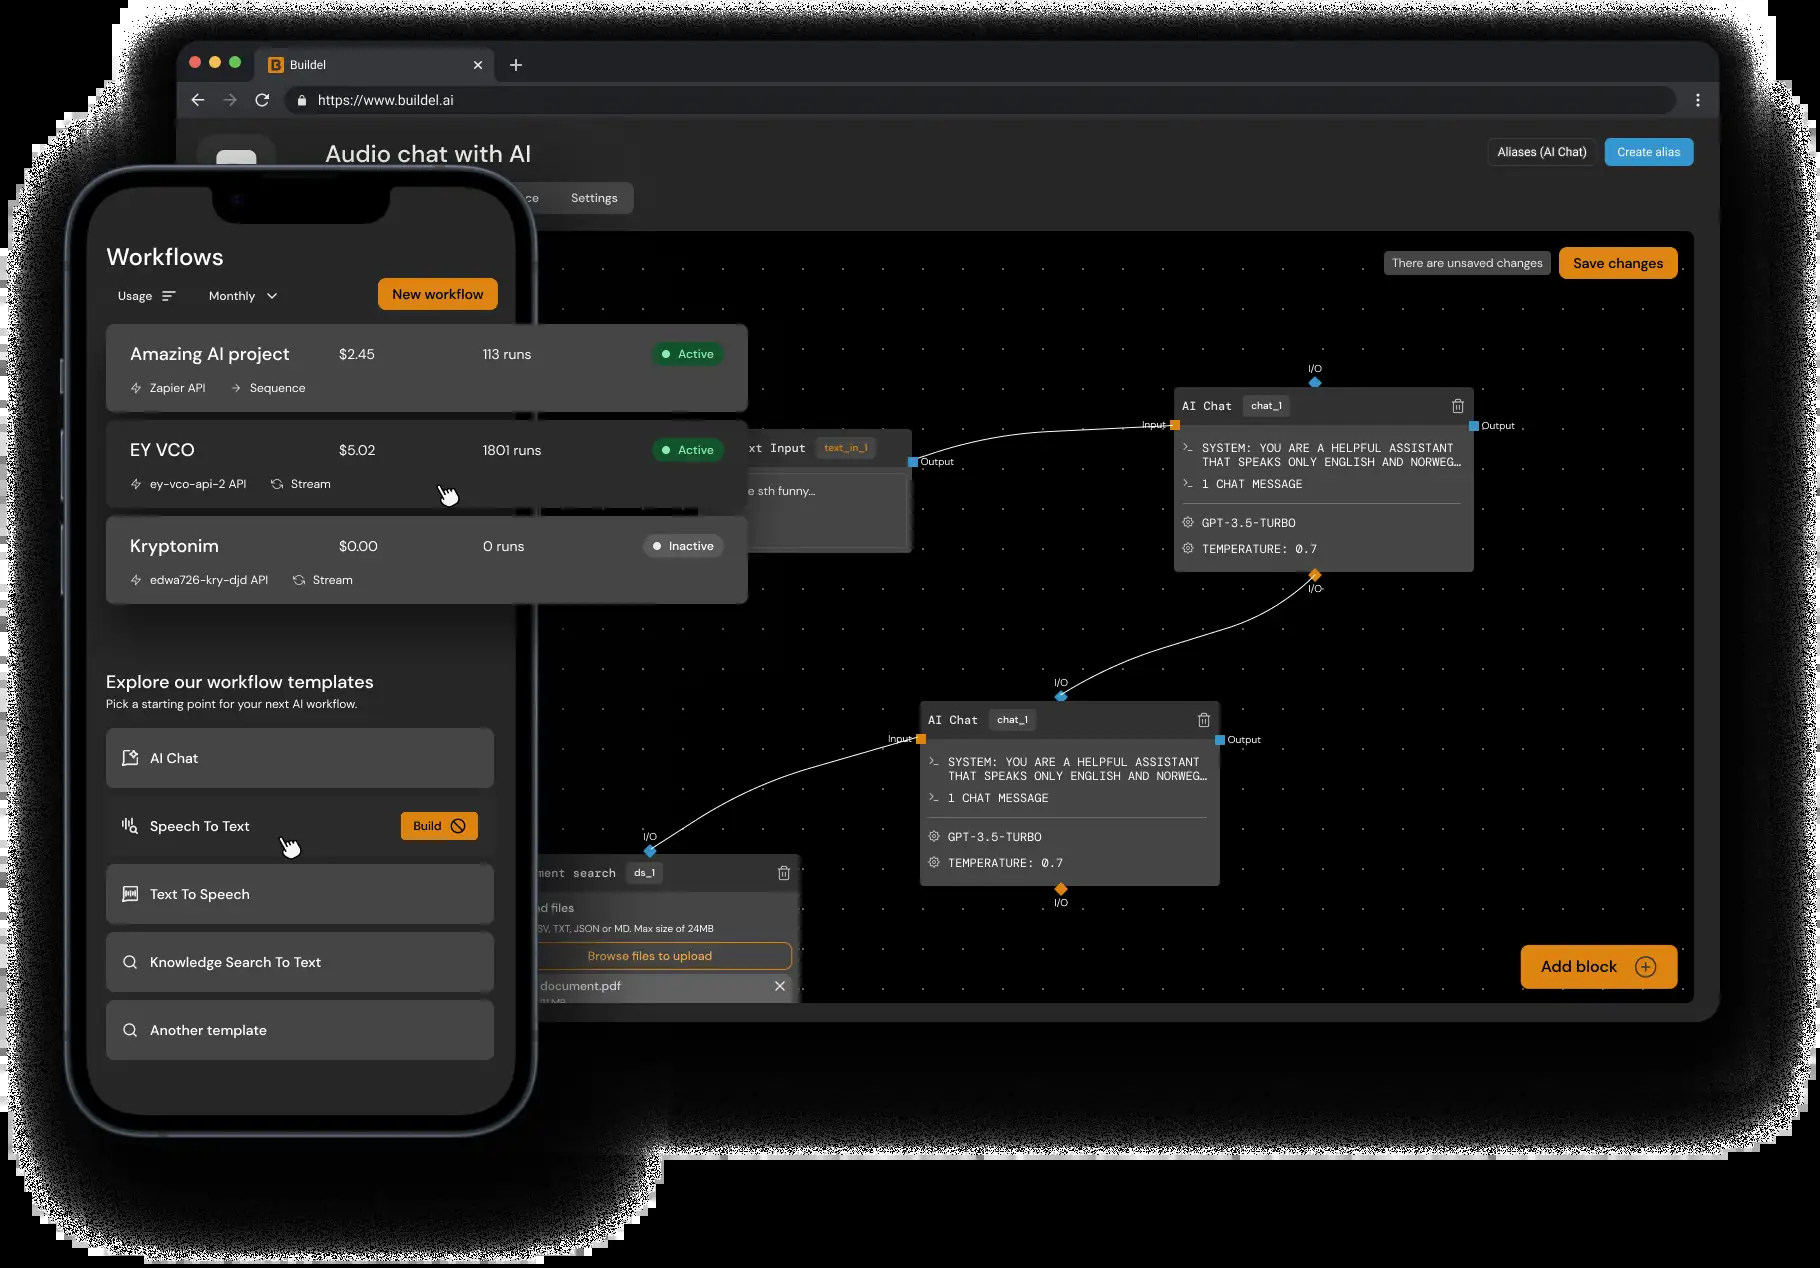 Buildel
https://www.buildel.ai
Audio chat with AI
Aliases (AI Chat)
Create alias
Settings
There are unsaved changes
Save changes
Workflows
Usage
Monthly
New workflow
Amazing AI project
$2.45
113 runs
Active
Zapier API
Sequence
EY VCO
$5.02
1801 runs
Active
ey-vco-api-2 API
Stream
Kryptonim
$0.00
0 runs
Inactive
edwa726-kry-djd API
Stream
Explore our workflow templates
Pick a starting point for your next AI workflow.
AI Chat
Speech To Text
Build
Text To Speech
Knowledge Search To Text
Another template
xt Input
text_in_1
Output
e sth funny...
I/O
AI Chat
chat_1
Input
Output
>_ SYSTEM: YOU ARE A HELPFUL ASSISTANT
THAT SPEAKS ONLY ENGLISH AND NORWEG...
>_ 1 CHAT MESSAGE
GPT-3.5-TURBO
TEMPERATURE: 0.7
I/O
I/O
AI Chat
chat_1
Input
Output
>_ SYSTEM: YOU ARE A HELPFUL ASSISTANT
THAT SPEAKS ONLY ENGLISH AND NORWEG...
>_ 1 CHAT MESSAGE
GPT-3.5-TURBO
TEMPERATURE: 0.7
I/O
I/O
ment search
ds_1
files
TXT, JSON or MD. Max size of 24MB
Browse files to upload
document.pdf
Add block